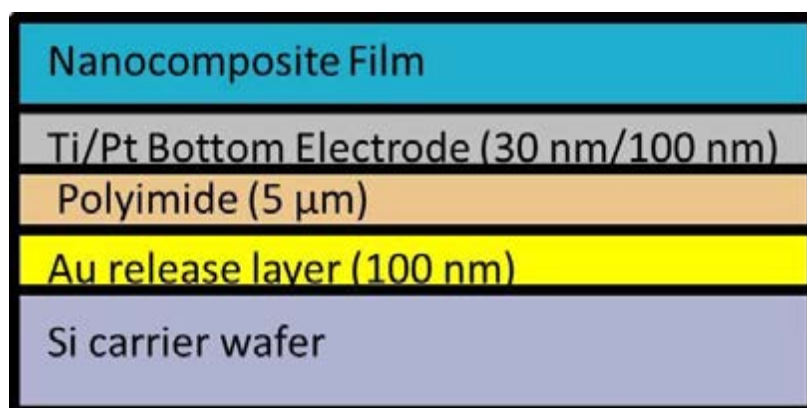 Nanocomposite Film
Ti/Pt Bottom Electrode (30 nm/100 nm)
Polyimide (5 μm)
Au release layer (100 nm)
Si carrier wafer